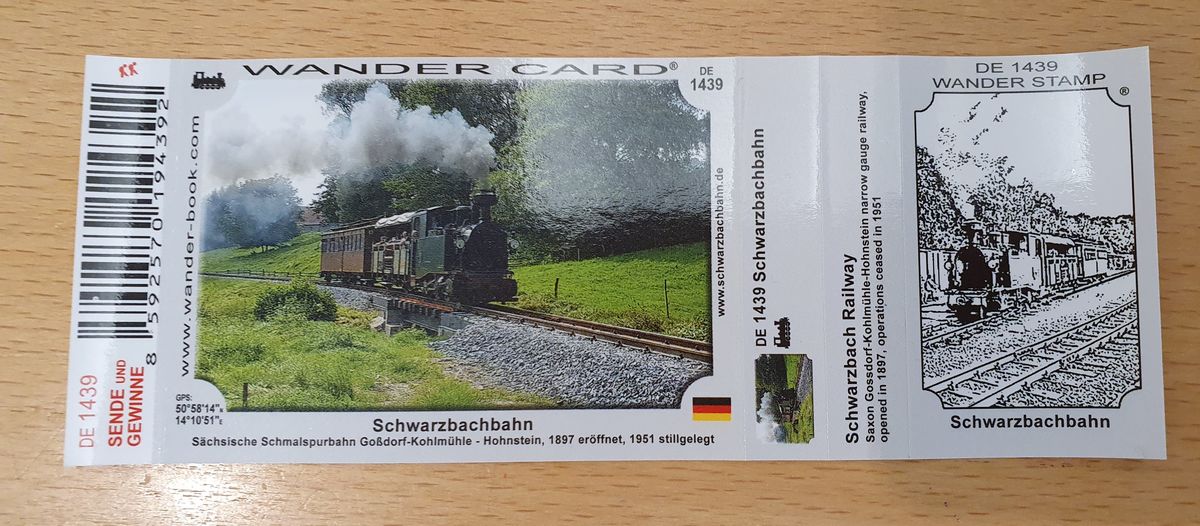 KK
DE 1439
SENDE UND
GEWINNE
8 592570 194392
www.wander-book.com
WANDER CARD®
DE
1439
www.schwarzbachbahn.de
GPS:
50°58'14"N
14°10'51"E
Schwarzbachbahn
Sächsische Schmalspurbahn Goßdorf-Kohlmühle - Hohnstein, 1897 eröffnet, 1951 stillgelegt
DE 1439 Schwarzbachbahn
Schwarzbach Railway
Saxon Gossdorf-Kohlmühle-Hohnstein narrow gauge railway,
opened in 1897, operations ceased in 1951
DE 1439
WANDER STAMP
®
Schwarzbachbahn